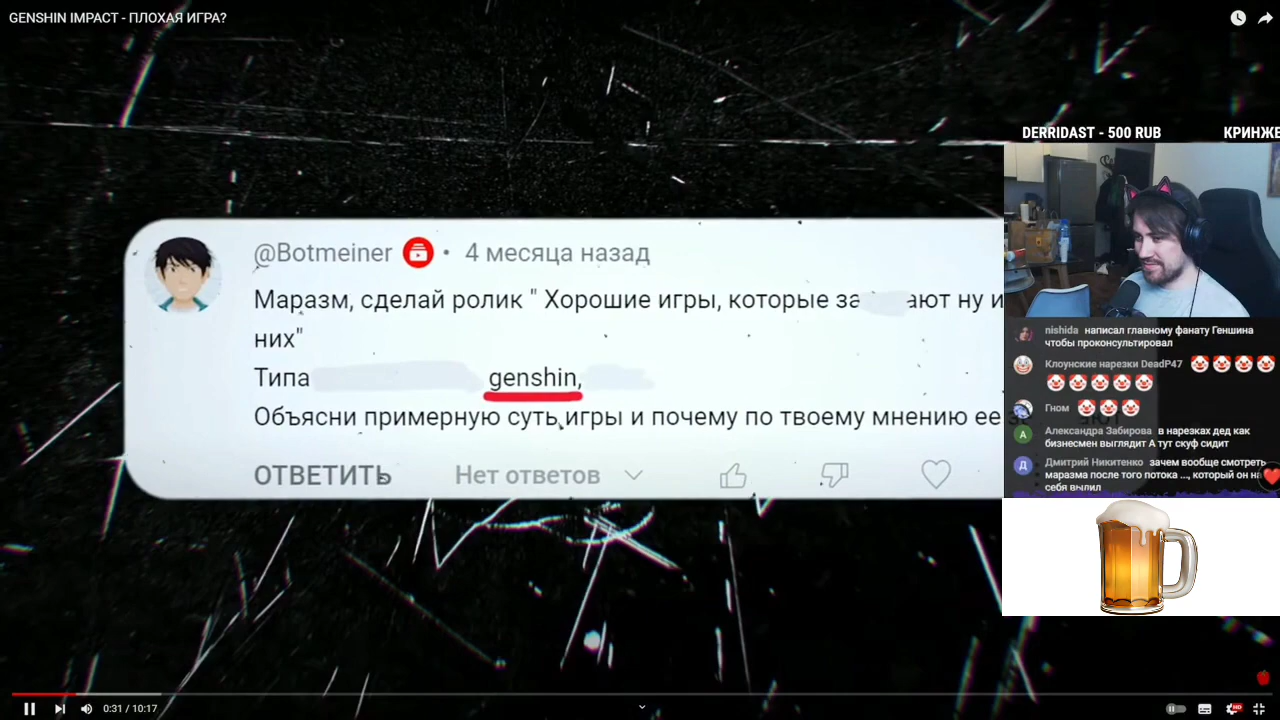 GENSHIN IMPACT - ПЛОХАЯ ИГРА?
DERRIDAST - 500 RUB
КРИНЖЕ
@Botmeiner • 4 месяца назад
Маразм, сделай ролик " Хорошие игры, которые за ают ну и
них"
Типа genshin,
Объясни примерную суть игры и почему по твоему мнению ее
ОТВЕТИТЬ
Нет ответов
nishida написал главному фанату Геншина
чтобы проконсультировал
Клоунские нарезки DeadP47
Гном
А Александра Забирова в нарезках дед как
бизнесмен выглядит А тут скуф сидит
Д Дмитрий Никитенко зачем вообще смотреть
маразма после того потока ..., который он на
себя вылил
0:31 / 10:17
HD